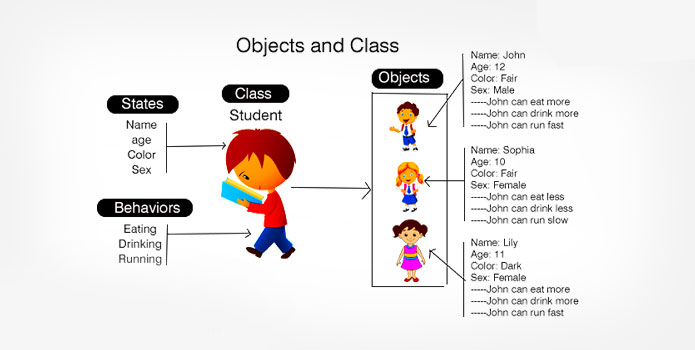 Objects and Class
States
Name
age
Color
Sex
Behaviors
Eating
Drinking
Running
Class
Student
Objects
Name: John
Age: 12
Color: Fair
Sex: Male
-----John can eat more
-----John can drink more
-----John can run fast
Name: Sophia
Age: 10
Color: Fair
Sex: Female
-----John can eat less
-----John can drink less
-----John can run slow
Name: Lily
Age: 11
Color: Dark
Sex: Female
-----John can eat more
-----John can drink more
-----John can run fast